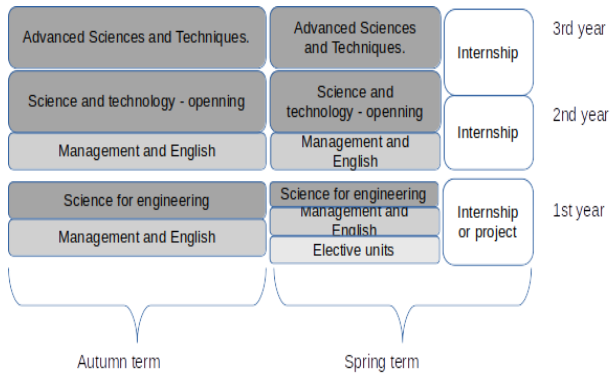 Advanced Sciences and Techniques.
Advanced Sciences
and Techniques.
Internship
3rd year
Science and technology - openning
Science and
technology - openning
Management and English
Management and
English
Internship
2nd year
Science for engineering
Science for engineering
Management and English
Management and
English
Elective units
Internship
or project
1st year
Autumn term
Spring term